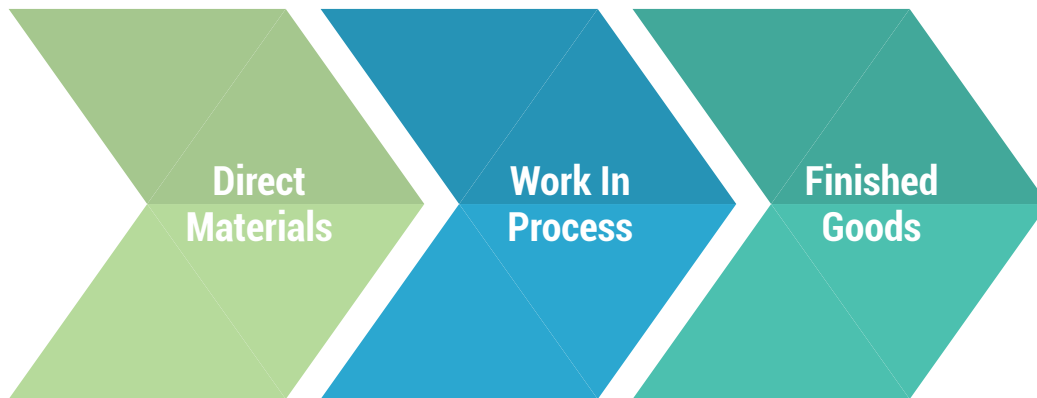 Direct
Materials
Work In
Process
Finished
Goods